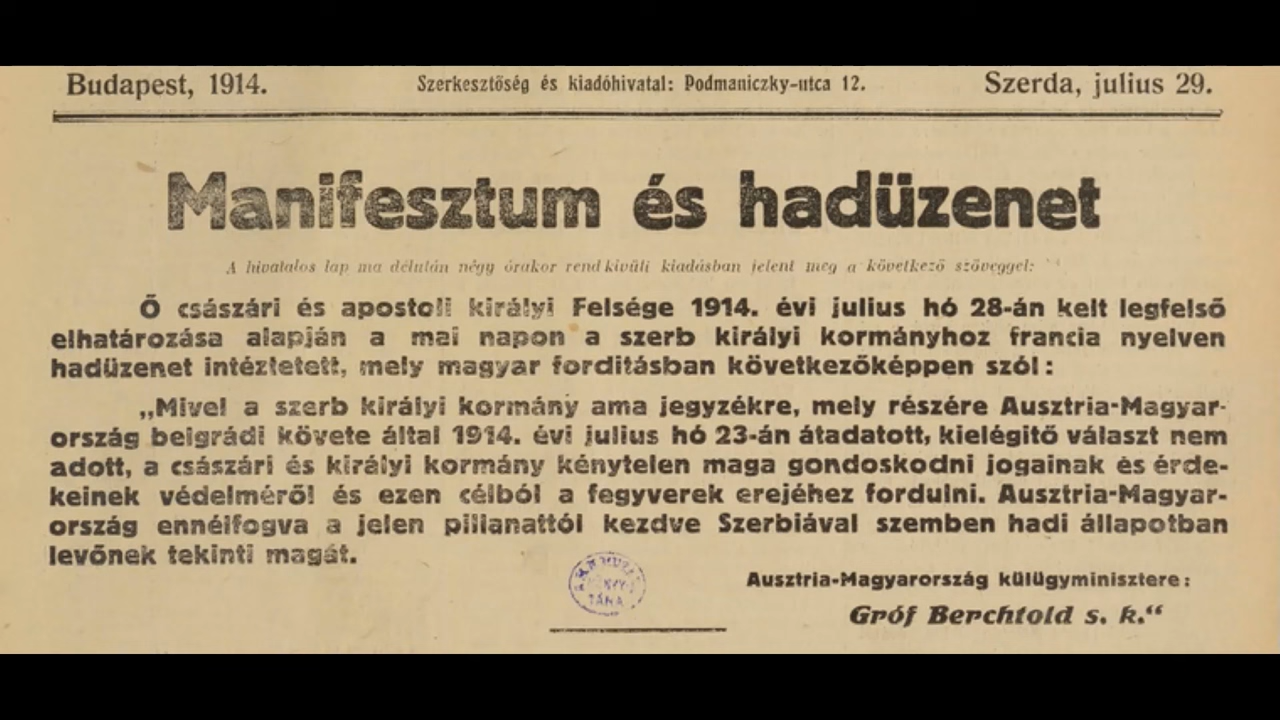 Budapest, 1914. Szerkesztőség és kiadóhivatal: Podmaniczky-utca 12. Szerda, julius 29.
Manifesztum és hadüzenet
A hivatalos lap ma délután négy órakor rendkivüli kiadásban jelent meg a következő szöveggel:
Ő császári és apostoli királyi Felsége 1914. évi julius hó 28-án kelt legfelső
elhatározása alapján a mai napon a szerb királyi kormányhoz francia nyelven
hadüzenet intéztetett, mely magyar forditásban következőképpen szól:
„Mivel a szerb királyi kormány ama jegyzékre, mely részére Ausztria-Magyar-
ország belgrádi követe által 1914. évi julius hó 23-án átadatott, kielégitő választ nem
adott, a császári és királyi kormány kénytelen maga gondoskodni jogainak és érde-
keinek védelméről és ezen célból a fegyverek erejéhez fordulni. Ausztria-Magyar-
ország ennélfogva a jelen pillanattól kezdve Szerbiával szemben hadi állapotban
levőnek tekinti magát.
Ausztria-Magyarország külügyminisztere:
Gróf Berchtold s. k.“
TÁRA